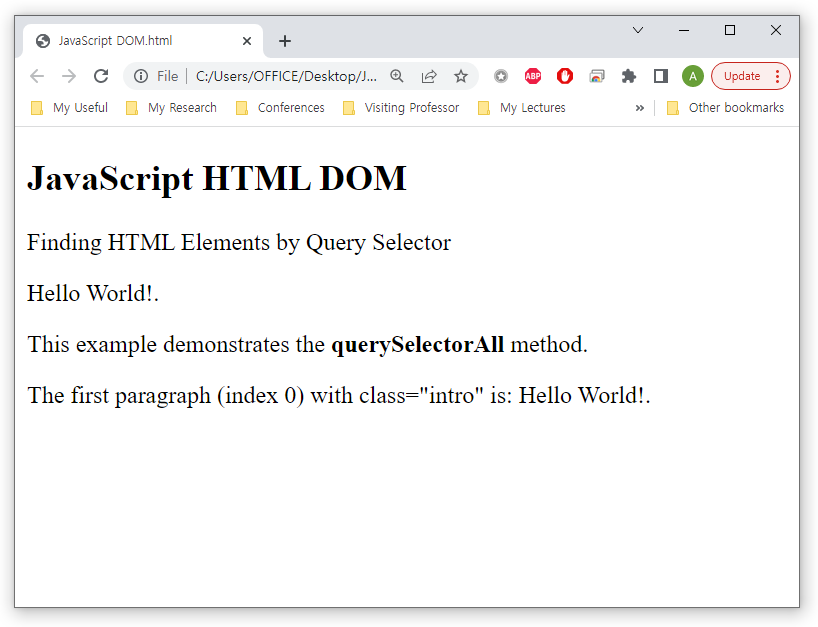 JavaScript DOM.html
File C:/Users/OFFICE/Desktop/J... ABP A Update
My Useful My Research Conferences Visiting Professor My Lectures » Other bookmarks
JavaScript HTML DOM
Finding HTML Elements by Query Selector
Hello World!.
This example demonstrates the querySelectorAll method.
The first paragraph (index 0) with class="intro" is: Hello World!.